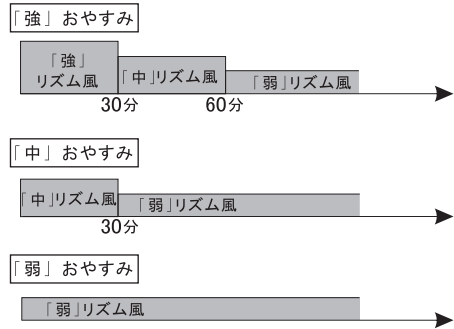 「強」おやすみ
「強」
リズム風
「中」リズム風
「弱」リズム風
30分
60分
「中」おやすみ
「中」リズム風
「弱」リズム風
30分
「弱」おやすみ
「弱」リズム風